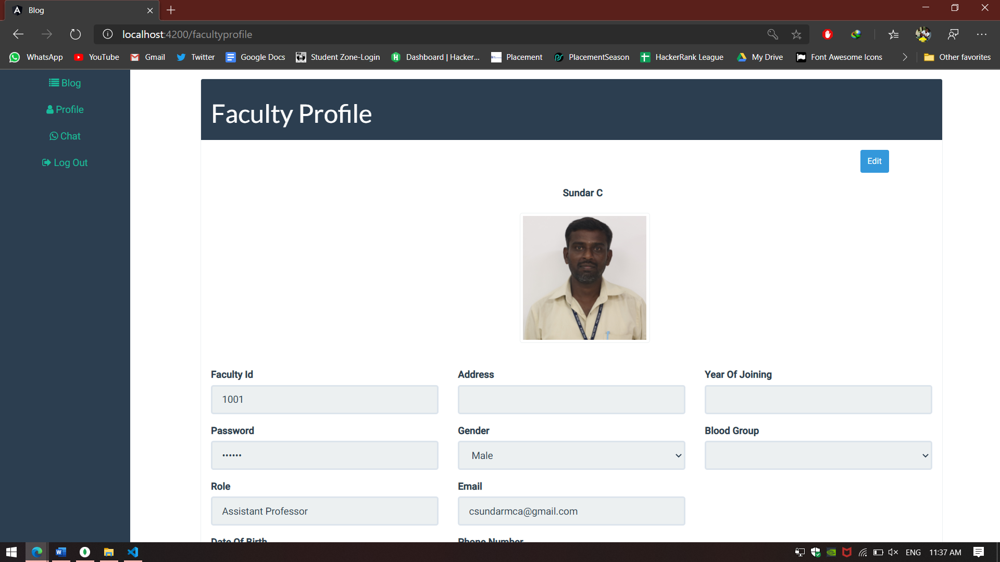 Blog
localhost:4200/facultyprofile
WhatsApp YouTube Gmail Twitter Google Docs Student Zone-Login Dashboard | Hacker... Placement PlacementSeason HackerRank League My Drive Font Awesome Icons Other favorites
Blog
Profile
Chat
Log Out
Faculty Profile
Edit
Sundar C
Faculty Id Address Year Of Joining
1001
Password Gender Blood Group
•••••• Male
Role Email
Assistant Professor csundarmca@gmail.com
Date Of Birth Phone Number
ENG 11:37 AM